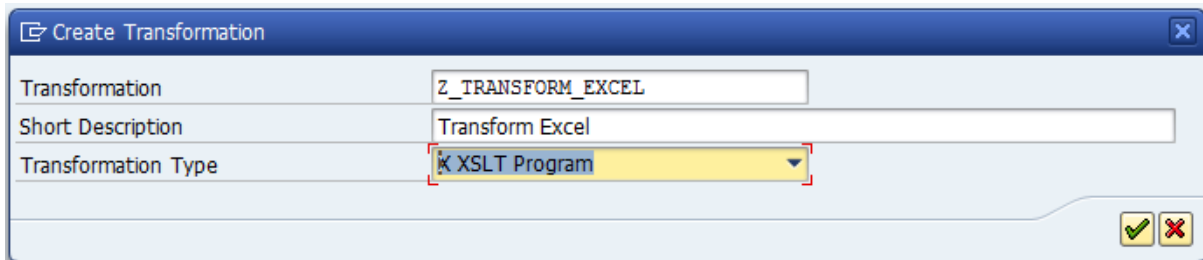 Create Transformation
Transformation Z_TRANSFORM_EXCEL
Short Description Transform Excel
Transformation Type X XSLT Program